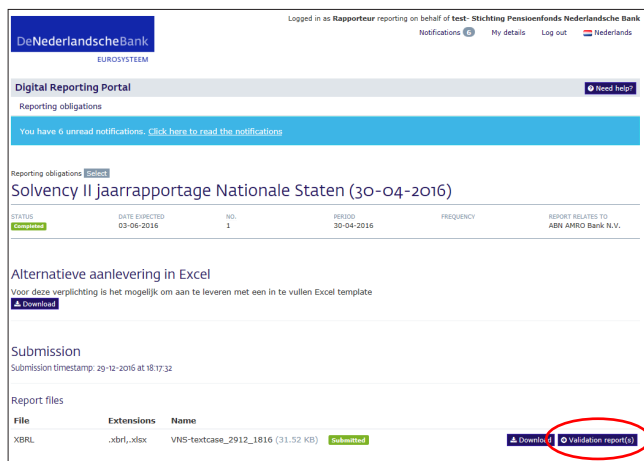 Logged in as Rapporteur reporting on behalf of test- Stichting Pensioenfonds Nederlandsche Bank
Notifications 6 My details Log out Nederlands
DeNederlandscheBank
EUROSYSTEEM
Digital Reporting Portal
Need help?
Reporting obligations
You have 6 unread notifications. Click here to read the notifications
Reporting obligations Select
Solvency II jaarrapportage Nationale Staten (30-04-2016)
STATUS DATE EXPECTED NO. PERIOD FREQUENCY REPORT RELATES TO
Completed 03-06-2016 1 30-04-2016 ABN AMRO Bank N.V.
Alternatieve aanlevering in Excel
Voor deze verplichting is het mogelijk om aan te leveren met een in te vullen Excel template
Download
Submission
Submission timestamp: 29-12-2016 at 18:17:32
Report files
File Extensions Name
XBRL .xbrl,.xlsx VNS-textcase_2912_1816 (31.52 KB) Submitted Download Validation report(s)